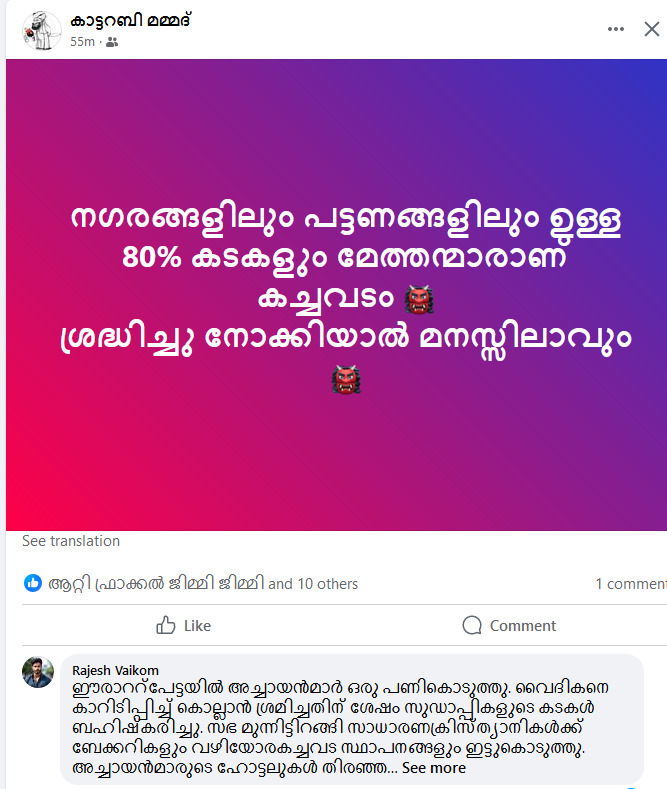 കാട്ടറബി മമ്മദ്
55m ·
നഗരങ്ങളിലും പട്ടണങ്ങളിലും ഉള്ള
80% കടകളും മേത്തന്മാരാണ്
കച്ചവടം 👹
ശ്രദ്ധിച്ചു നോക്കിയാൽ മനസ്സിലാവും
👹
See translation
ആറ്റി ഫ്രാക്കൽ ജിമ്മി ജിമ്മി and 10 others
1 comment
Like
Comment
Rajesh Vaikom
ഈരാററ്പേട്ടയിൽ അച്ചായൻമാർ ഒരു പണികൊടുത്തു. വൈദികനെ
കാറിടിപ്പിച്ച് കൊല്ലാൻ ശ്രമിച്ചതിന് ശേഷം സുഡാപ്പികളുടെ കടകൾ
ബഹിഷ്കരിച്ചു. സഭ മുന്നിട്ടിറങ്ങി സാധാരണക്രിസ്ത്യാനികൾക്ക്
ബേക്കറികളും വഴിയോരകച്ചവട സ്ഥാപനങ്ങളും ഇട്ടുകൊടുത്തു.
അച്ചായൻമാരുടെ ഹോട്ടലുകൾ തിരഞ്ഞ... See more